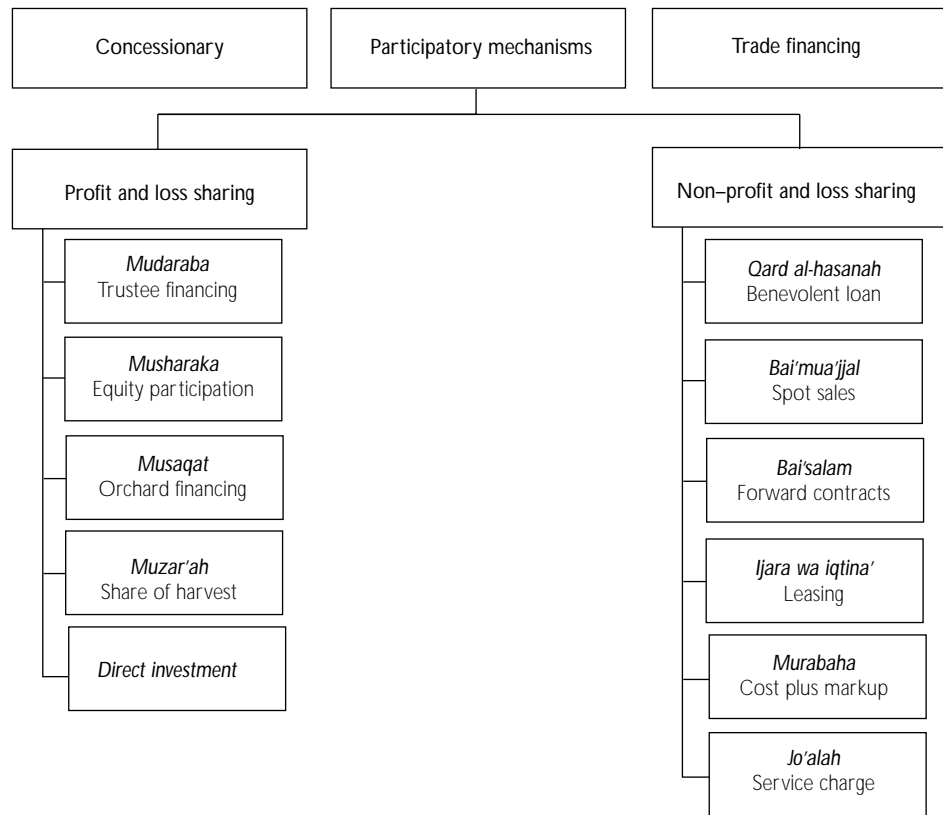 Concessionary
Participatory mechanisms
Trade financing
Profit and loss sharing
Non–profit and loss sharing
Mudaraba
Trustee financing
Musharaka
Equity participation
Musaqat
Orchard financing
Muzar'ah
Share of harvest
Direct investment
Qard al-hasanah
Benevolent loan
Bai'mua'jjal
Spot sales
Bai'salam
Forward contracts
Ijara wa iqtina'
Leasing
Murabaha
Cost plus markup
Jo'alah
Service charge